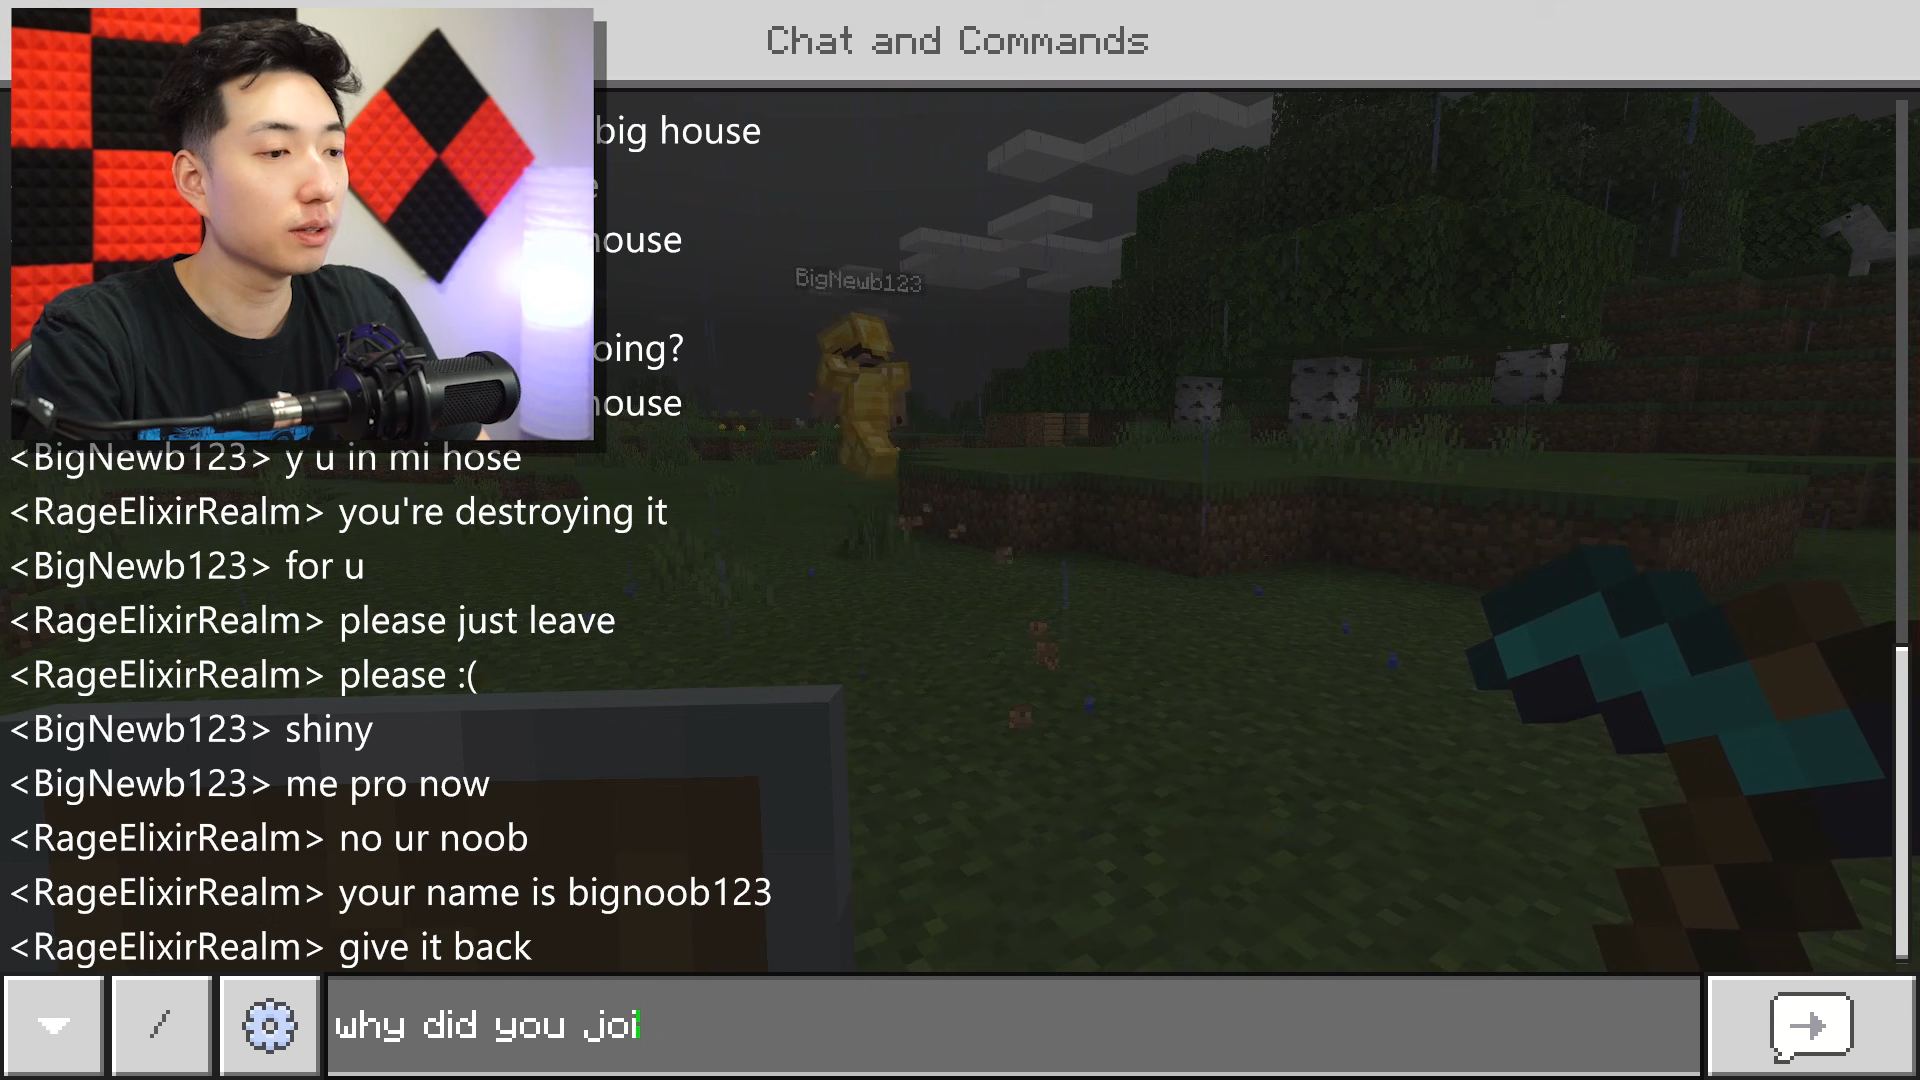 Chat and Commands
big house
house
BigNewb123
oing?
house
<BigNewb123> y u in mi hose
<RageElixirRealm> you're destroying it
<BigNewb123> for u
<RageElixirRealm> please just leave
<RageElixirRealm> please :(
<BigNewb123> shiny
<BigNewb123> me pro now
<RageElixirRealm> no ur noob
<RageElixirRealm> your name is bignoob123
<RageElixirRealm> give it back
/
why did you joi